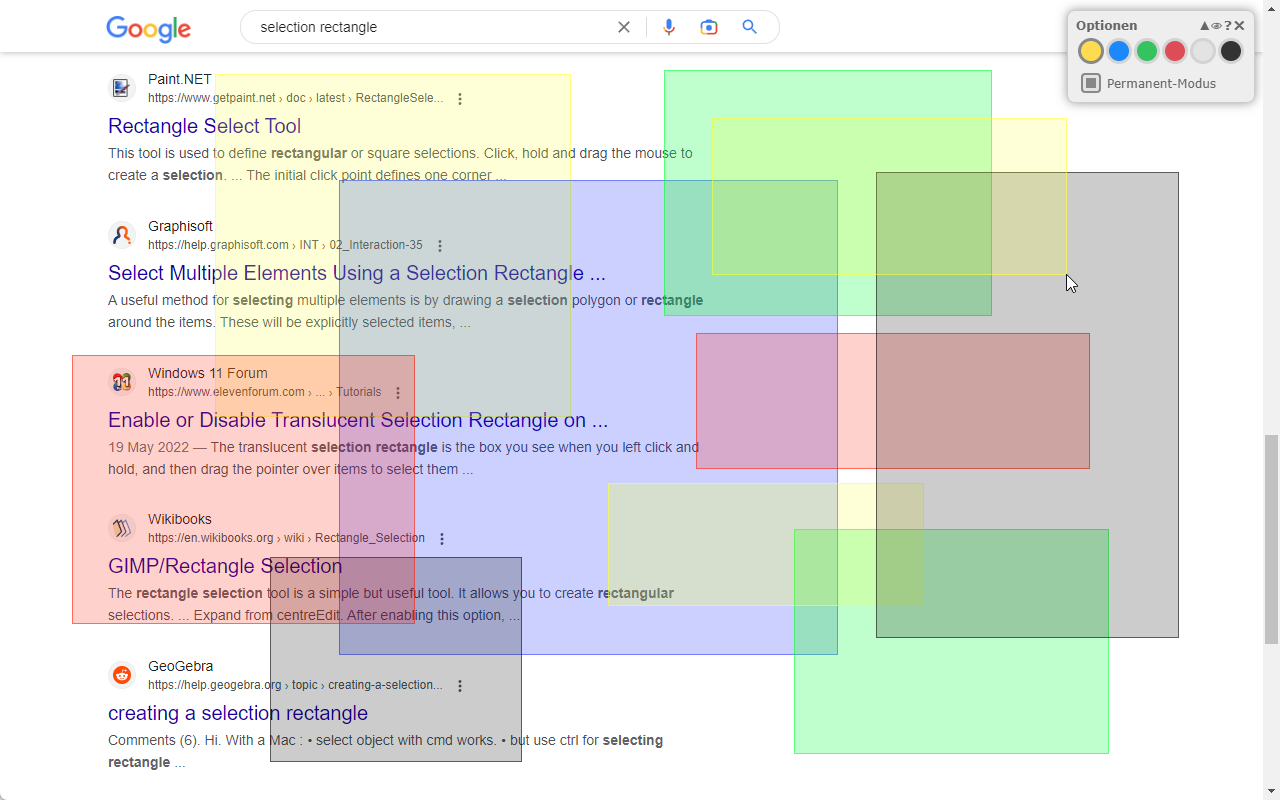 Google
selection rectangle
Optionen
Permanent-Modus
Paint.NET
https://www.getpaint.net › doc › latest › RectangleSele...
Rectangle Select Tool
This tool is used to define rectangular or square selections. Click, hold and drag the mouse to
create a selection. ... The initial click point defines one corner ...
Graphisoft
https://help.graphisoft.com › INT › 02_Interaction-35
Select Multiple Elements Using a Selection Rectangle ...
A useful method for selecting multiple elements is by drawing a selection polygon or rectangle
around the items. These will be explicitly selected items, ...
Windows 11 Forum
https://www.elevenforum.com › ... › Tutorials
Enable or Disable Translucent Selection Rectangle on ...
19 May 2022 — The translucent selection rectangle is the box you see when you left click and
hold, and then drag the pointer over items to select them ...
Wikibooks
https://en.wikibooks.org › wiki › Rectangle_Selection
GIMP/Rectangle Selection
The rectangle selection tool is a simple but useful tool. It allows you to create rectangular
selections. ... Expand from centreEdit. After enabling this option, ...
GeoGebra
https://help.geogebra.org › topic › creating-a-selection...
creating a selection rectangle
Comments (6). Hi. With a Mac : • select object with cmd works. • but use ctrl for selecting
rectangle ...